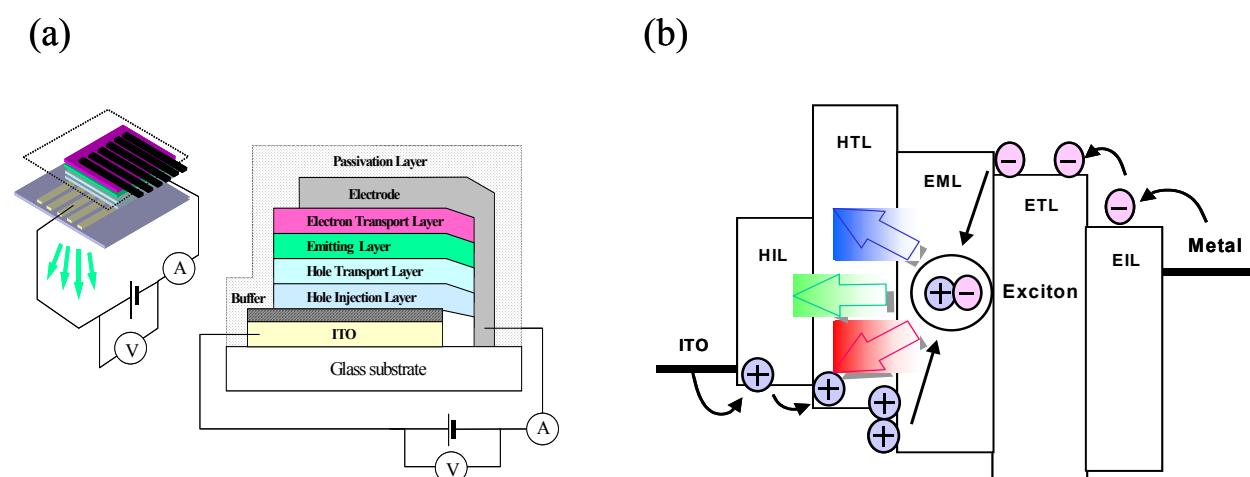 (a)
(b)
Passivation Layer
Electrode
Electron Transport Layer
Emitting Layer
Hole Transport Layer
Hole Injection Layer
Buffer
ITO
Glass substrate
A
V
A
V
HTL
EML
ETL
HIL
EIL
Metal
Exciton
ITO
+
-
+
+
+
+
-
-
-